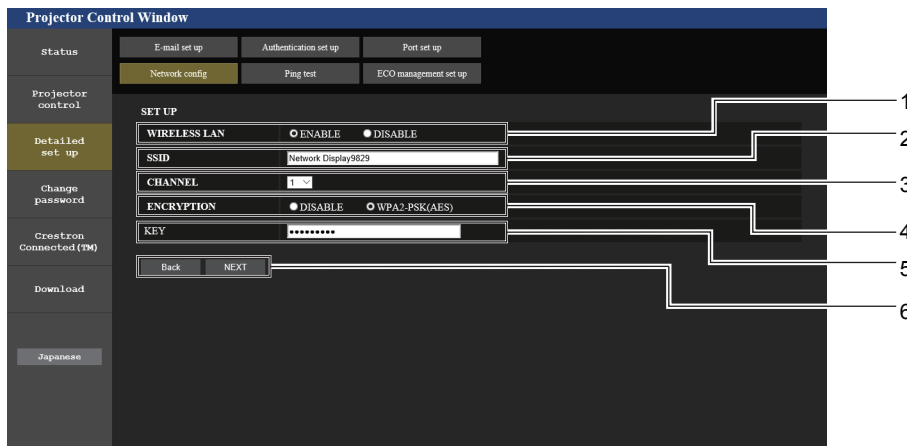 Projector Control Window
Status
E-mail set up
Authentication set up
Port set up
Network config
Ping test
ECO management set up
Projector
control
Detailed
set up
Change
password
Crestron
Connected(TM)
Download
Japanese
SET UP
WIRELESS LAN ENABLE DISABLE
SSID Network Display9829
CHANNEL 1
ENCRYPTION DISABLE WPA2-PSK(AES)
KEY •••••••••
Back NEXT
1
2
3
4
5
6